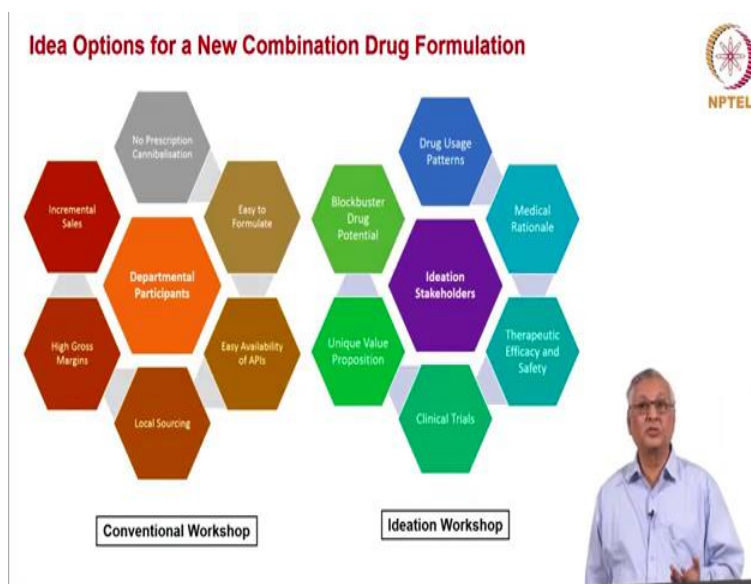 Idea Options for a New Combination Drug Formulation
NPTEL
No Prescription
Cannibalisation
Incremental
Sales
Easy to
Formulate
Departmental
Participants
High Gross
Margins
Easy Availability
of APIs
Local Sourcing
Conventional Workshop
Drug Usage
Patterns
Blockbuster
Drug
Potential
Medical
Rationale
Ideation
Stakeholders
Unique Value
Proposition
Therapeutic
Efficacy and
Safety
Clinical Trials
Ideation Workshop